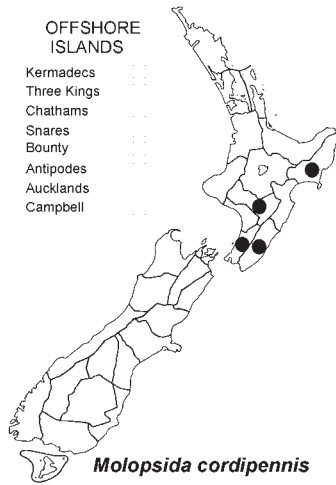 OFFSHORE
ISLANDS
Kermadecs
Three Kings
Chathams
Snares
Bounty
Antipodes
Aucklands
Campbell
Molopsida cordipennis